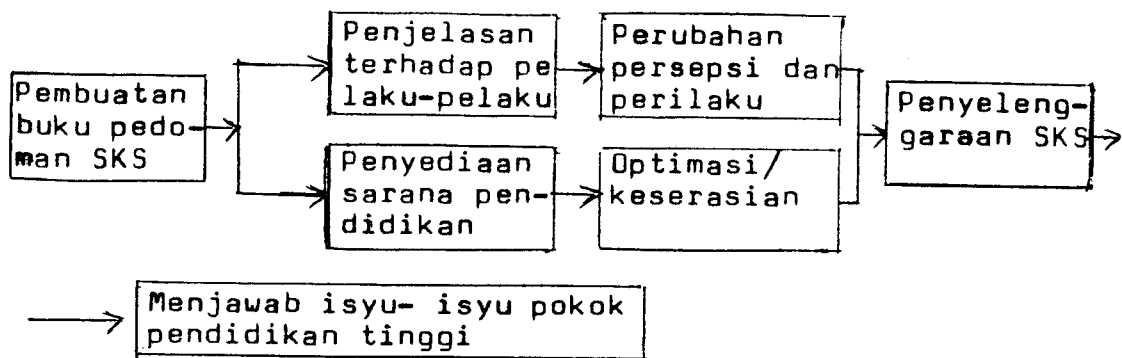 Pembuatan
buku pedo-
man SKS
Penjelasan
terhadap pe
laku-pelaku
Perubahan
persepsi dan
perilaku
Penyediaan
sarana pen-
didikan
Optimasi/
keserasian
Penyeleng-
garaan SKS
Menjawab isyu- isyu pokok
pendidikan tinggi